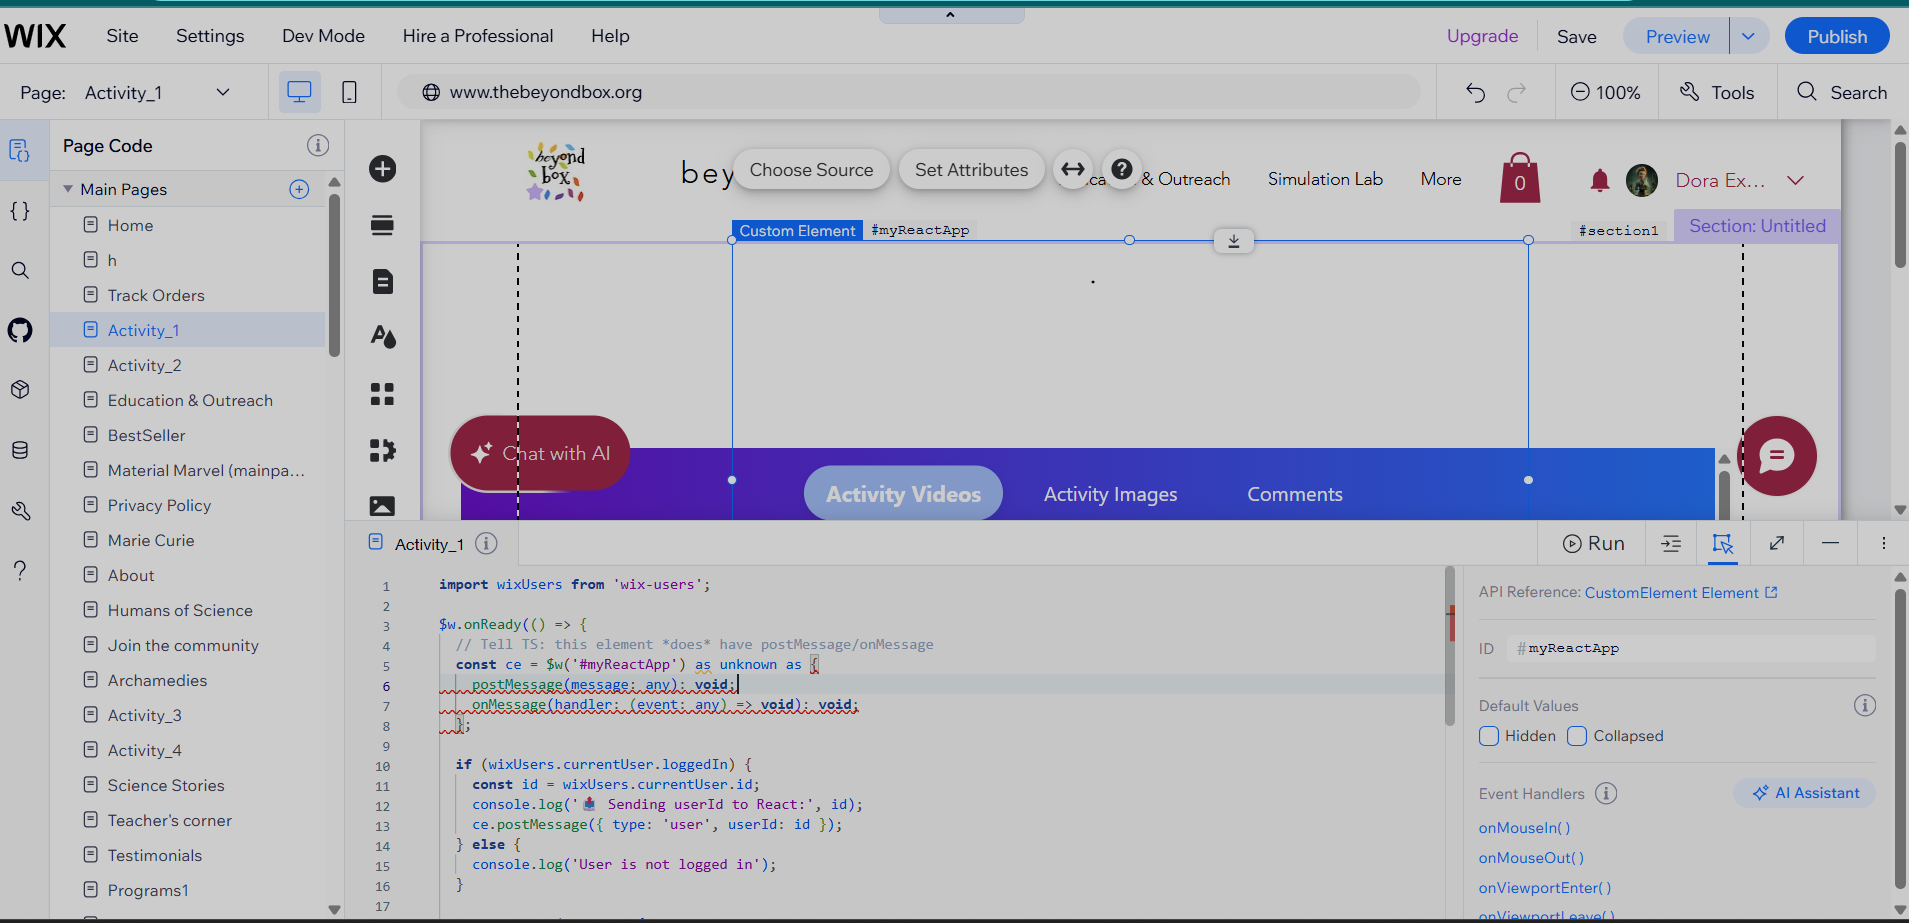 WIX
Site
Settings
Dev Mode
Hire a Professional
Help
Upgrade
Save
Preview
Publish
Page:
Activity_1
www.thebeyondbox.org
100%
Tools
Search
Page Code
Main Pages
Home
h
Track Orders
Activity_1
Activity_2
Education & Outreach
BestSeller
Material Marvel (mainpa...
Privacy Policy
Marie Curie
About
Humans of Science
Join the community
Archamedies
Activity_3
Activity_4
Science Stories
Teacher's corner
Testimonials
Programs1
beyond
box
bey
Choose Source
Set Attributes
& Outreach
Simulation Lab
More
0
Dora Ex...
Custom Element
#myReactApp
#section1
Section: Untitled
.
Chat with AI
Activity Videos
Activity Images
Comments
Activity_1
Run
1 import wixUsers from 'wix-users';
2
3 $w.onReady(() => {
4 // Tell TS: this element *does* have postMessage/onMessage
5 const ce = $w('#myReactApp') as unknown as {
6 postMessage(message: any): void;
7 onMessage(handler: (event: any) => void): void;
8 };
9
10 if (wixUsers.currentUser.loggedIn) {
11 const id = wixUsers.currentUser.id;
12 console.log('📤 Sending userId to React:', id);
13 ce.postMessage({ type: 'user', userId: id });
14 } else {
15 console.log('User is not logged in');
16 }
17
API Reference: CustomElement Element
ID
#myReactApp
Default Values
Hidden
Collapsed
Event Handlers
AI Assistant
onMouseIn()
onMouseOut()
onViewportEnter()
onViewportLeave()